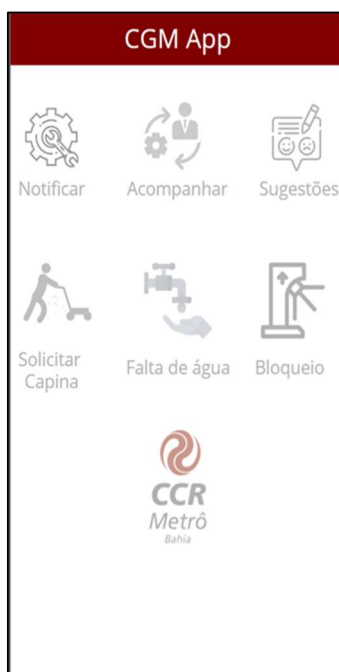 CGM App
Notificar
Acompanhar
Sugestões
Solicitar
Capina
Falta de água
Bloqueio
CCR
Metrô
Bahia